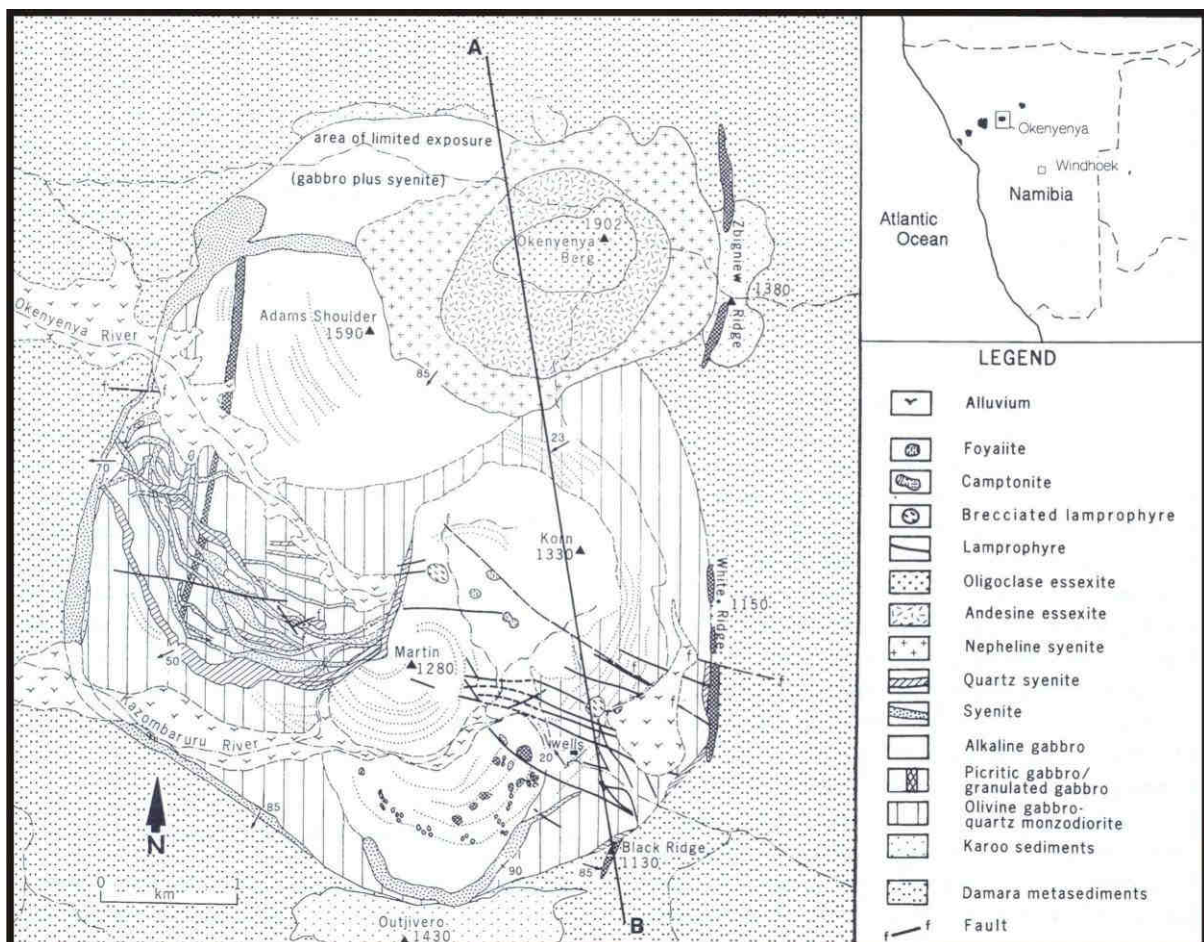 A
area of limited exposure
(gabbro plus syenite)
1902
Okenyenya
Berg
Zbigniew
Ridge
1380
Okenyenya
River
Adams Shoulder
1590
85
f
f
23
70
Korn
1330
White Ridge
1150
Martin
1280
50
f
f
f
Kazombaruru
River
wells
20
85
90
Black Ridge
1130
85
N
0
1
km
Outjivero
1430
B
Okenyenya
Windhoek
Namibia
Atlantic
Ocean
LEGEND
Alluvium
Foyaiite
Camptonite
Brecciated lamprophyre
Lamprophyre
Oligoclase essexite
Andesine essexite
Nepheline syenite
Quartz syenite
Syenite
Alkaline gabbro
Picritic gabbro/
granulated gabbro
Olivine gabbro-
quartz monzodiorite
Karoo sediments
Damara metasediments
f f
Fault